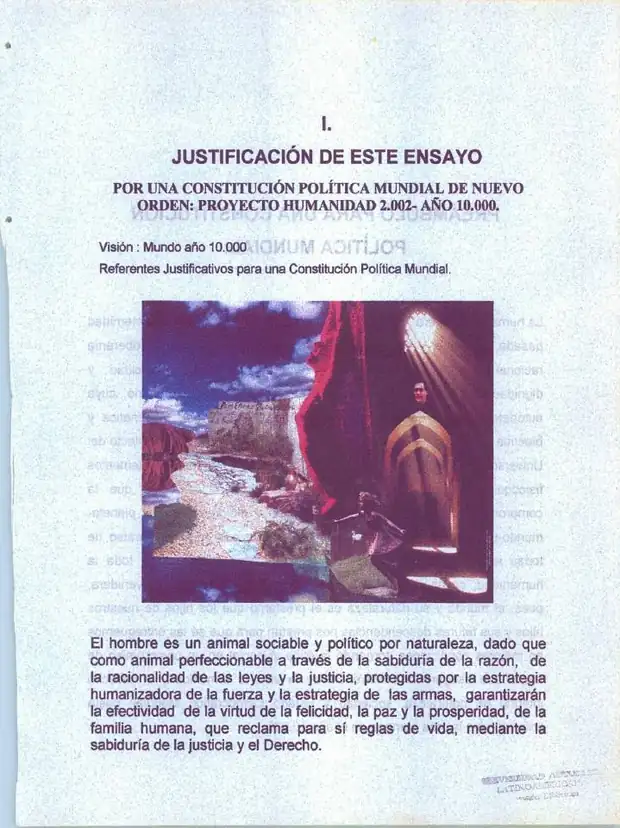 I.
JUSTIFICACIÓN DE ESTE ENSAYO
POR UNA CONSTITUCIÓN POLÍTICA MUNDIAL DE NUEVO
ORDEN: PROYECTO HUMANIDAD 2.002- AÑO 10.000.
Visión : Mundo año 10.000
Referentes Justificativos para una Constitución Política Mundial.
El hombre es un animal sociable y político por naturaleza, dado que
como animal perfeccionable a través de la sabiduría de la razón, de
la racionalidad de las leyes y la justicia, protegidas por la estrategia
humanizadora de la fuerza y la estrategia de las armas, garantizarán
la efectividad de la virtud de la felicidad, la paz y la prosperidad, de la
familia humana, que reclama para sí reglas de vida, mediante la
sabiduría de la justicia y el Derecho.